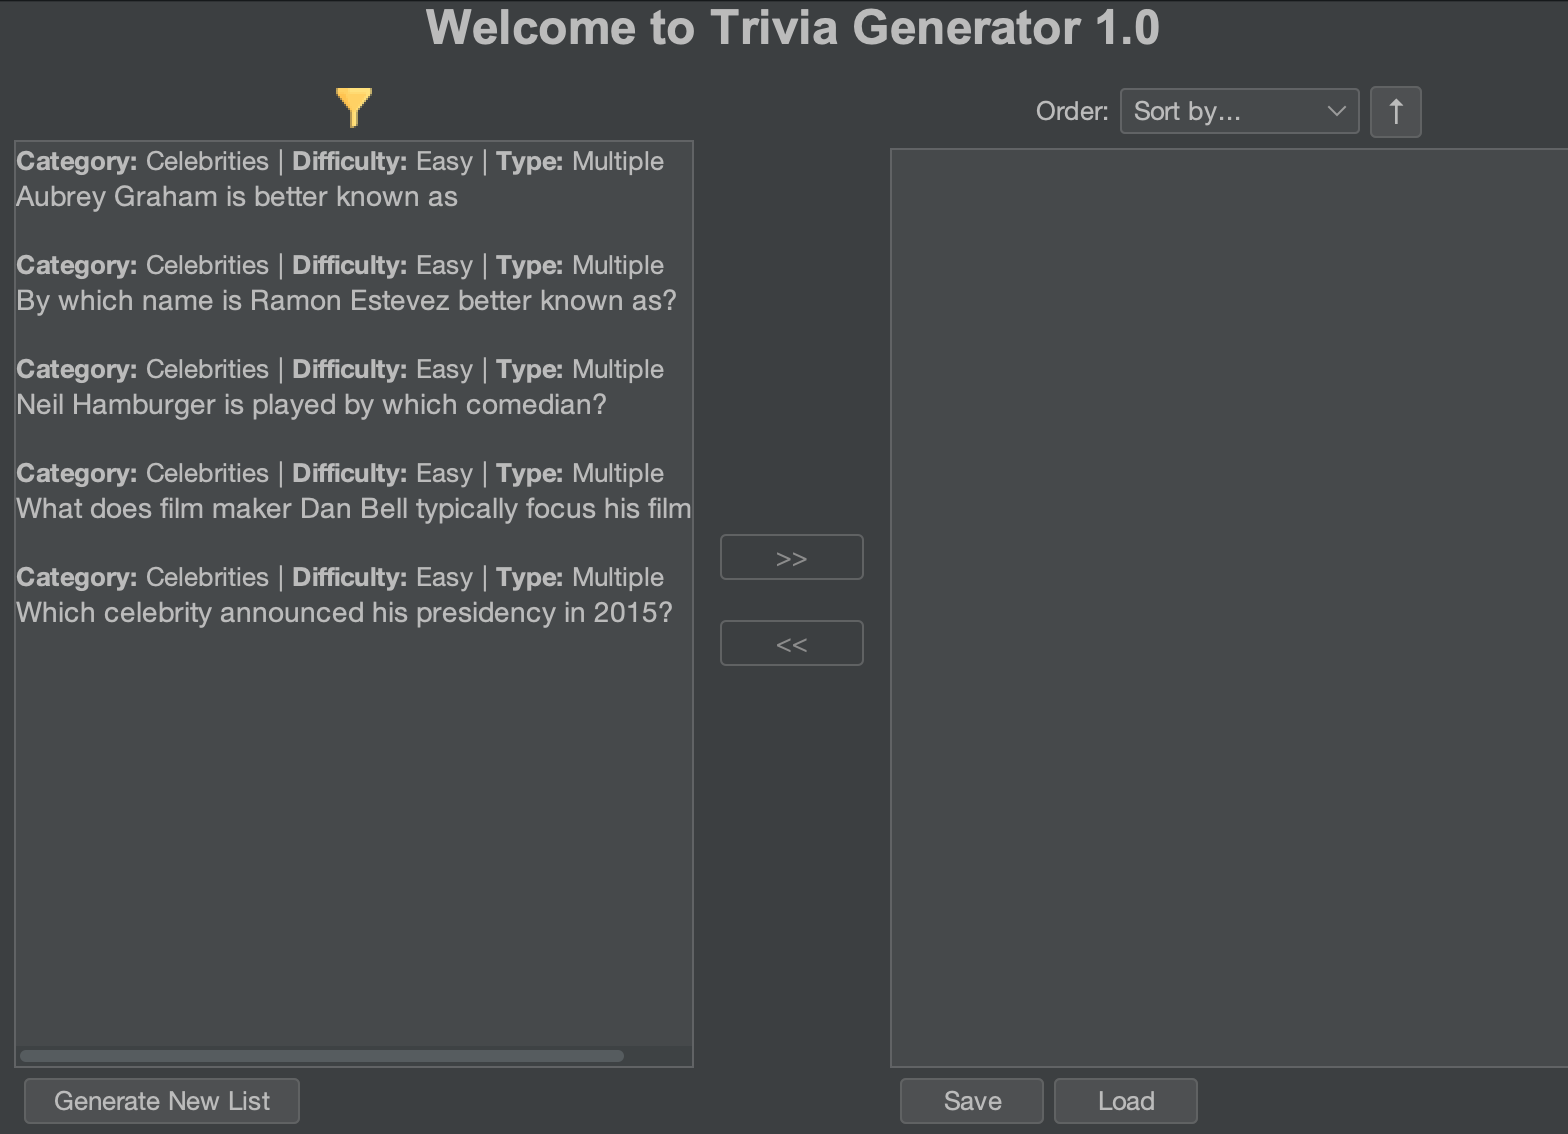 Welcome to Trivia Generator 1.0
Order: Sort by... ↑
Category: Celebrities | Difficulty: Easy | Type: Multiple
Aubrey Graham is better known as
Category: Celebrities | Difficulty: Easy | Type: Multiple
By which name is Ramon Estevez better known as?
Category: Celebrities | Difficulty: Easy | Type: Multiple
Neil Hamburger is played by which comedian?
Category: Celebrities | Difficulty: Easy | Type: Multiple
What does film maker Dan Bell typically focus his film
Category: Celebrities | Difficulty: Easy | Type: Multiple
Which celebrity announced his presidency in 2015?
>>
<<
Generate New List
Save
Load